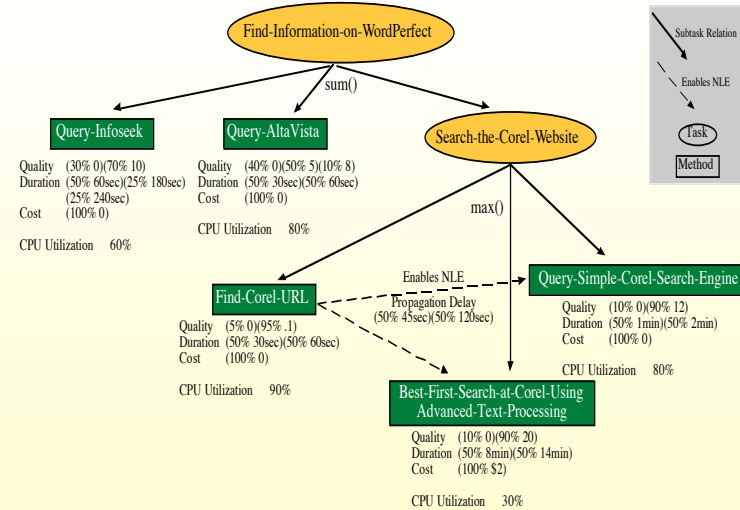 Find-Information-on-WordPerfect
sum()
Subtask Relation
Enables NLE
Task
Method
Query-Infoseek
Quality (30% 0)(70% 10)
Duration (50% 60sec)(25% 180sec)
(25% 240sec)
Cost (100% 0)
CPU Utilization 60%
Query-AltaVista
Quality (40% 0)(50% 5)(10% 8)
Duration (50% 30sec)(50% 60sec)
Cost (100% 0)
CPU Utilization 80%
Search-the-Corel-Website
max()
Find-Corel-URL
Quality (5% 0)(95% .1)
Duration (50% 30sec)(50% 60sec)
Cost (100% 0)
CPU Utilization 90%
Enables NLE
Propagation Delay
(50% 45sec)(50% 120sec)
Query-Simple-Corel-Search-Engine
Quality (10% 0)(90% 12)
Duration (50% 1min)(50% 2min)
Cost (100% 0)
CPU Utilization 80%
Best-First-Search-at-Corel-Using
Advanced-Text-Processing
Quality (10% 0)(90% 20)
Duration (50% 8min)(50% 14min)
Cost (100% $2)
CPU Utilization 30%